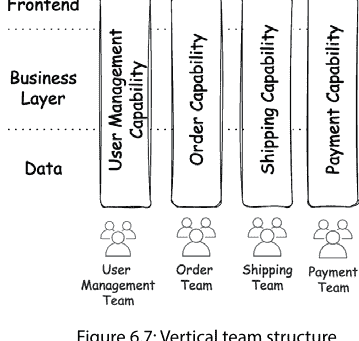 Frontend
Business
Layer
Data
User Management
Capability
Order Capability
Shipping Capability
Payment Capability
User
Management
Team
Order
Team
Shipping
Team
Payment
Team
Figure 6.7: Vertical team structure